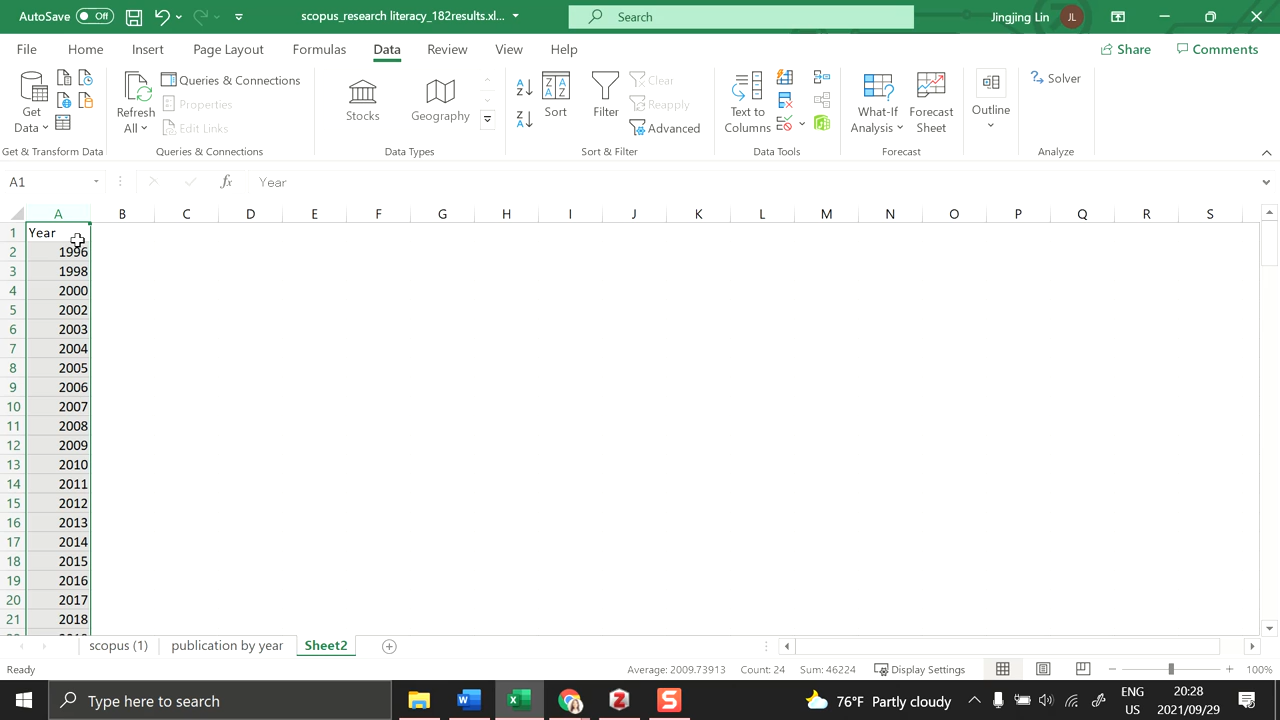 AutoSave Off scopus_research literacy_182results.xl... Search Jingjing Lin JL
File Home Insert Page Layout Formulas Data Review View Help Share Comments
Get Data Refresh All Queries & Connections Properties Edit Links Stocks Geography Sort Filter Clear Reapply Advanced Text to Columns What-If Analysis Forecast Sheet Outline Solver
Get & Transform Data Queries & Connections Data Types Sort & Filter Data Tools Forecast Analyze
A1 fx Year
A B C D E F G H I J K L M N O P Q R S
1 Year
2 1996
3 1998
4 2000
5 2002
6 2003
7 2004
8 2005
9 2006
10 2007
11 2008
12 2009
13 2010
14 2011
15 2012
16 2013
17 2014
18 2015
19 2016
20 2017
21 2018
scopus (1) publication by year Sheet2
Ready Average: 2009.73913 Count: 24 Sum: 46224 Display Settings 100%
Type here to search 76°F Partly cloudy ENG US 20:28 2021/09/29